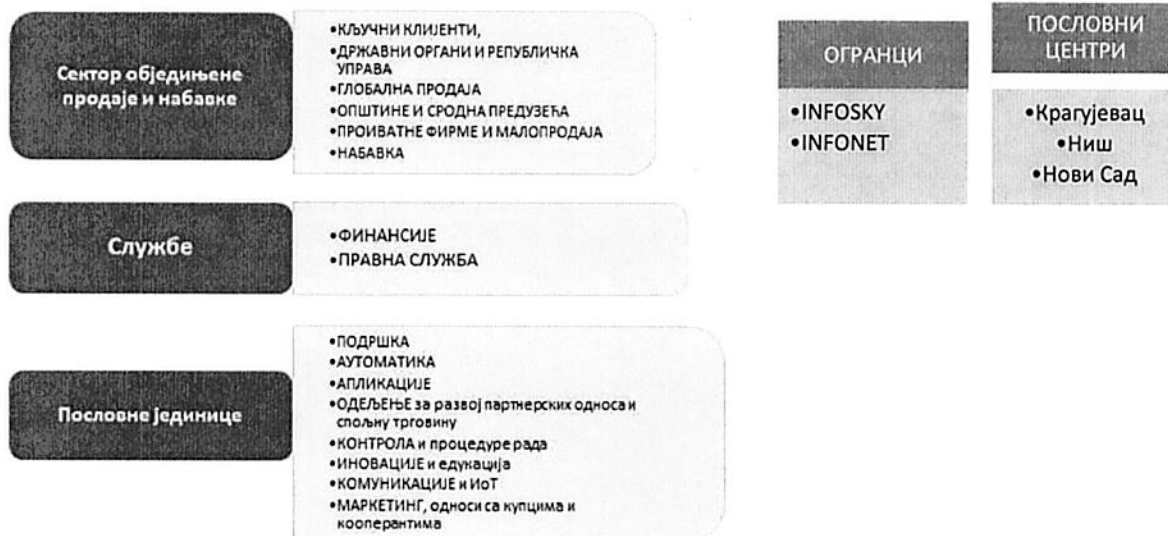 Сектор обједињене
продаје и набавке
•КЉУЧНИ КЛИЈЕНТИ,
•ДРЖАВНИ ОРГАНИ И РЕПУБЛИЧКА
УПРАВА
•ГЛОБАЛНА ПРОДАЈА
•ОПШТИНЕ И СРОДНА ПРЕДУЗЕЋА
•ПРОИВАТНЕ ФИРМЕ И МАЛОПРОДАЈА
•НАБАВКА
Службе
•ФИНАНСИЈЕ
•ПРАВНА СЛУЖБА
Пословне јединице
•ПОДРШКА
•АУТОМАТИКА
•АПЛИКАЦИЈЕ
•ОДЕЉЕЊЕ за развој партнерских односа и
спољну трговину
•КОНТРОЛА и процедуре рада
•ИНОВАЦИЈЕ и едукација
•КОМУНИКАЦИЈЕ и ИоТ
•МАРКЕТИНГ, односи са купцима и
кооперантима
ОГРАНЦИ
•INFOSKY
•INFONET
ПОСЛОВНИ
ЦЕНТРИ
•Крагујевац
•Ниш
•Нови Сад